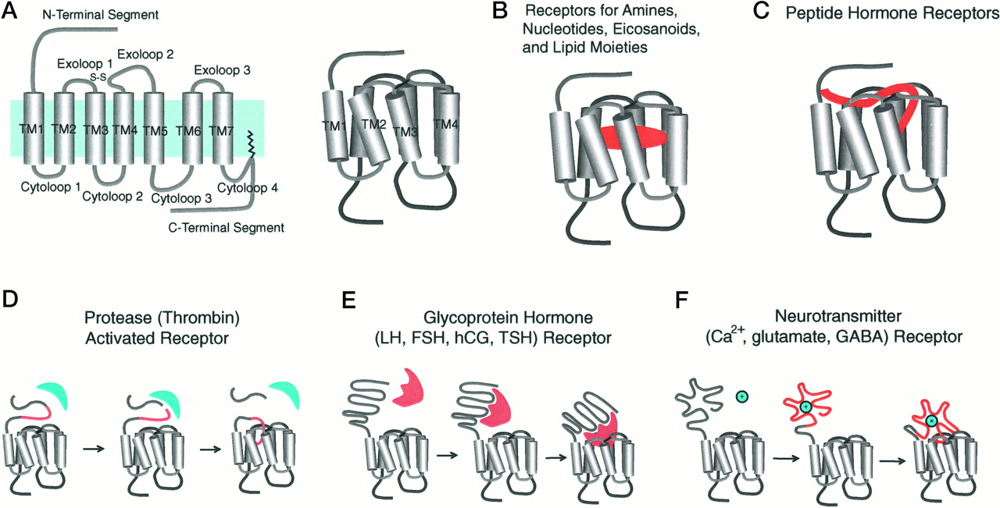 A
N-Terminal Segment
Exoloop 1
S-S
Exoloop 2
Exoloop 3
TM1
TM2
TM3
TM4
TM5
TM6
TM7
Cytoloop 1
Cytoloop 2
Cytoloop 3
Cytoloop 4
C-Terminal Segment
TM1
TM2
TM3
TM4
B
Receptors for Amines,
Nucleotides, Eicosanoids,
and Lipid Moieties
C
Peptide Hormone Receptors
D
Protease (Thrombin)
Activated Receptor
E
Glycoprotein Hormone
(LH, FSH, hCG, TSH) Receptor
F
Neurotransmitter
(Ca²⁺, glutamate, GABA) Receptor
+
+
+